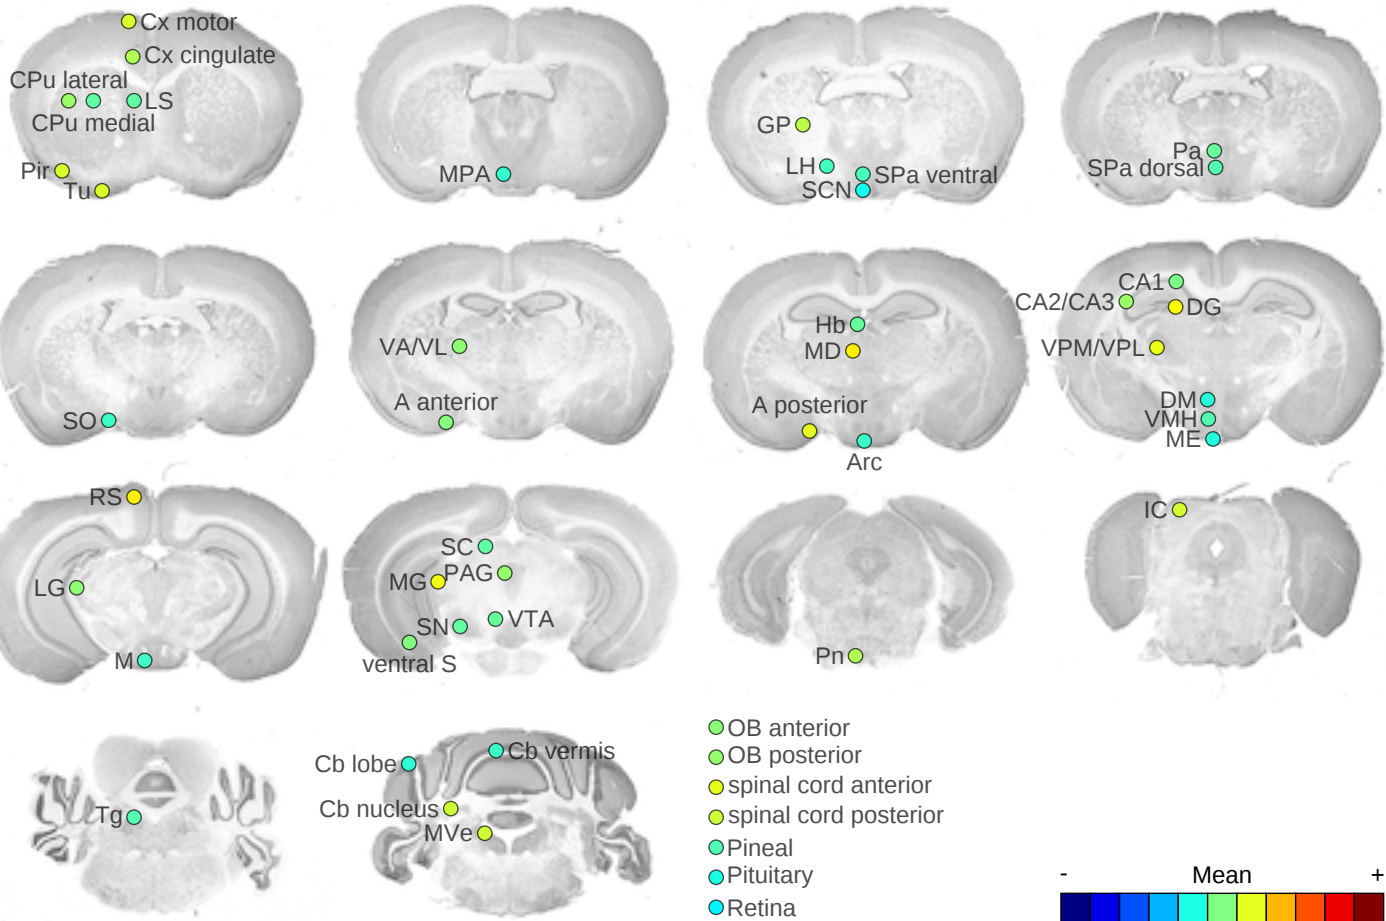 Cx motor
Cx cingulate
CPu lateral
LS
CPu medial
Pir
Tu
MPA
GP
LH
SPa ventral
SCN
Pa
SPa dorsal
SO
VA/VL
A anterior
Hb
MD
A posterior
Arc
CA1
CA2/CA3
DG
VPM/VPL
DM
VMH
ME
RS
LG
M
SC
PAG
MG
SN
VTA
ventral S
Pn
IC
Tg
Cb lobe
Cb vermis
Cb nucleus
MVe
OB anterior
OB posterior
spinal cord anterior
spinal cord posterior
Pineal
Pituitary
Retina
- Mean +